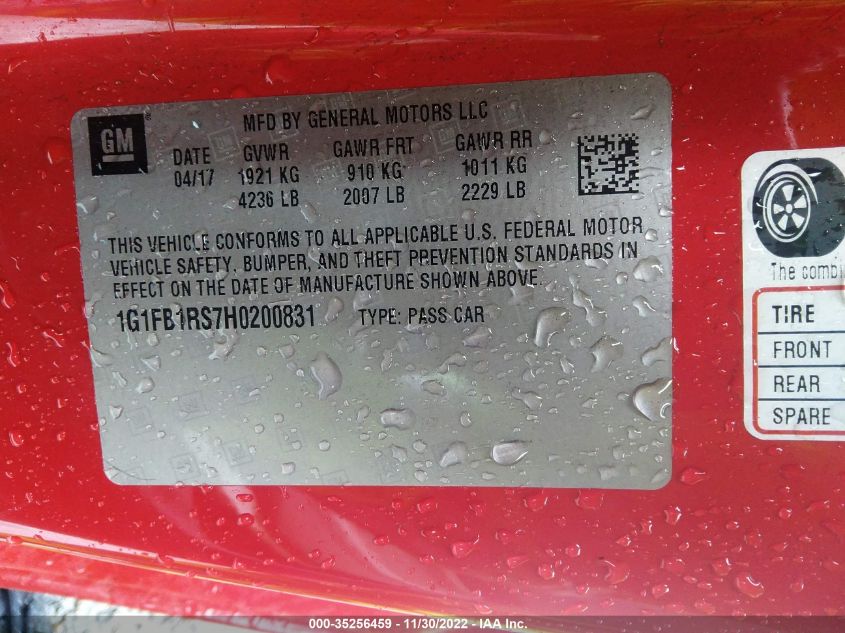 GM
MFD BY GENERAL MOTORS LLC
DATE GVWR GAWR FRT GAWR RR
04/17 1921 KG 910 KG 1011 KG
4236 LB 2007 LB 2229 LB
THIS VEHICLE CONFORMS TO ALL APPLICABLE U.S. FEDERAL MOTOR
VEHICLE SAFETY, BUMPER, AND THEFT PREVENTION STANDARDS IN
EFFECT ON THE DATE OF MANUFACTURE SHOWN ABOVE.
1G1FB1RS7H0200831 TYPE: PASS CAR
The combi
TIRE
FRONT
REAR
SPARE
000-35256459 - 11/30/2022 - IAA Inc.